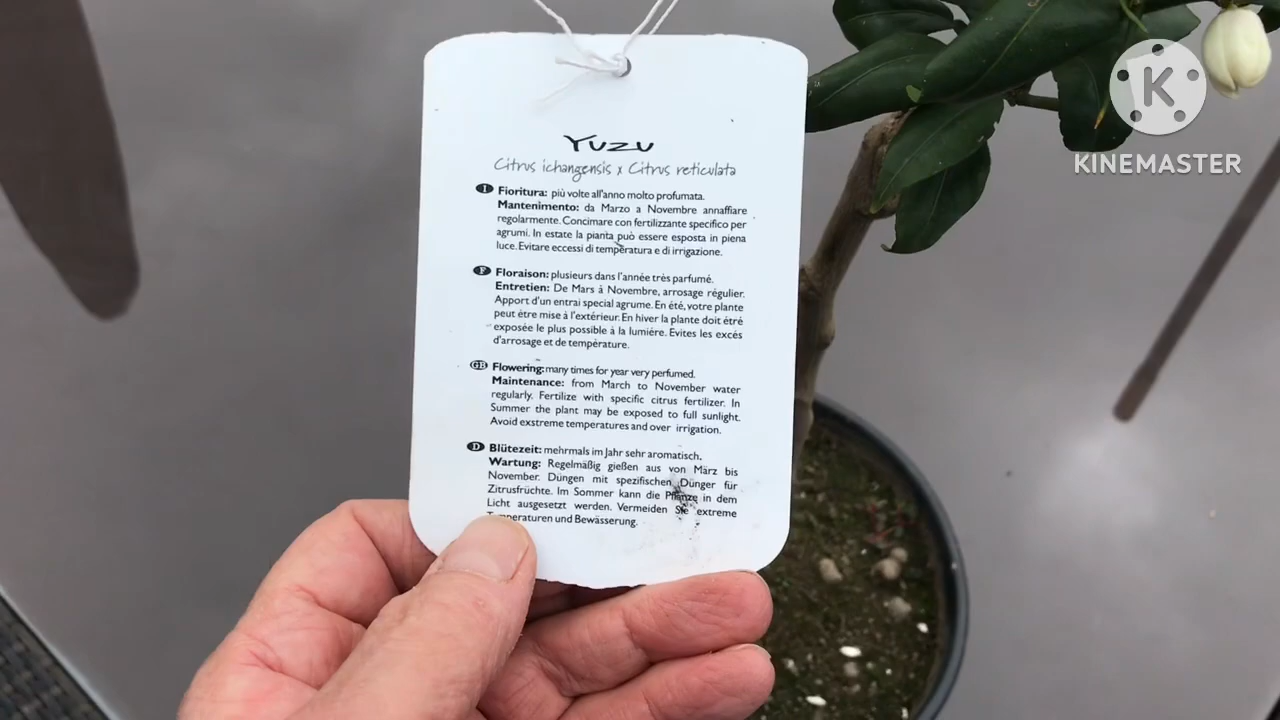 Yuzu
Citrus ichangensis x Citrus reticulata
I Fioritura: più volte all'anno molto profumata.
Mantenimento: da Marzo a Novembre annaffiare
regolarmente. Concimare con fertilizzante specifico per
agrumi. In estate la pianta può essere esposta in piena
luce. Evitare eccessi di temperatura e di irrigazione.
F Floraison: plusieurs dans l'année très parfumé.
Entretien: De Mars à Novembre, arrosage régulier.
Apport d'un entrai special agrume. En été, votre plante
peut être mise à l'extérieur. En hiver la plante doit étré
exposée le plus possible à la lumiére. Evites les excés
d'arrosage et de tempèrature.
GB Flowering: many times for year very perfumed.
Maintenance: from March to November water
regularly. Fertilize with specific citrus fertilizer. In
Summer the plant may be exposed to full sunlight.
Avoid exstreme temperatures and over irrigation.
D Blütezeit: mehrmals im Jahr sehr aromatisch.
Wartung: Regelmäßig gießen aus von März bis
November. Düngen mit spezifischen Dünger für
Zitrusfrüchte. Im Sommer kann die Pflanze in dem
Licht ausgesetzt werden. Vermeiden Sie extreme
Temperaturen und Bewässerung.
K
KINEMASTER